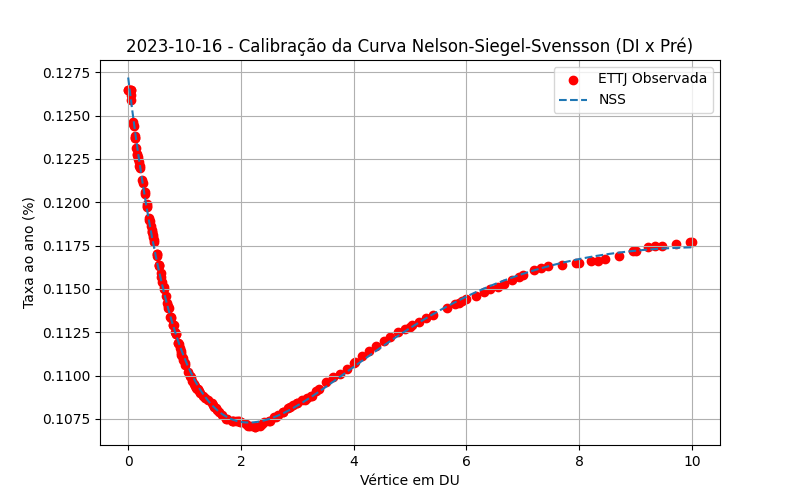 2023-10-16 - Calibração da Curva Nelson-Siegel-Svensson (DI x Pré)
ETTJ Observada
NSS
Taxa ao ano (%)
0.1275
0.1250
0.1225
0.1200
0.1175
0.1150
0.1125
0.1100
0.1075
0 2 4 6 8 10
Vértice em DU